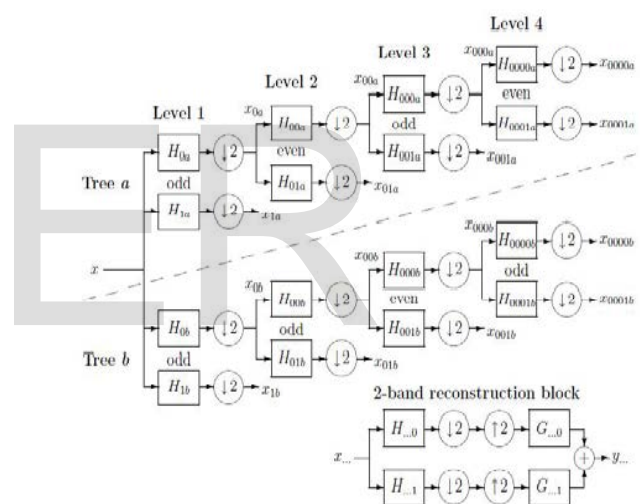 Level 4
Level 3
x000a H0000a ↓2 x0000a
Level 2
x00a H000a ↓2 even
Level 1
x0a H00a ↓2 odd H0001a ↓2 x0001a
H0a ↓2 even H001a ↓2 x001a
Tree a odd H01a ↓2 x01a
H1a ↓2 x1a
ER
x000b H0000b ↓2 x0000b
x
x00b H000b ↓2 odd
x0b H00b ↓2 even H0001b ↓2 x0001b
H0b ↓2 odd H001b ↓2 x001b
Tree b odd H01b ↓2 x01b
H1b ↓2 x1b
2-band reconstruction block
H...0 ↓2 ↑2 G...0
x... + y...
H...1 ↓2 ↑2 G...1